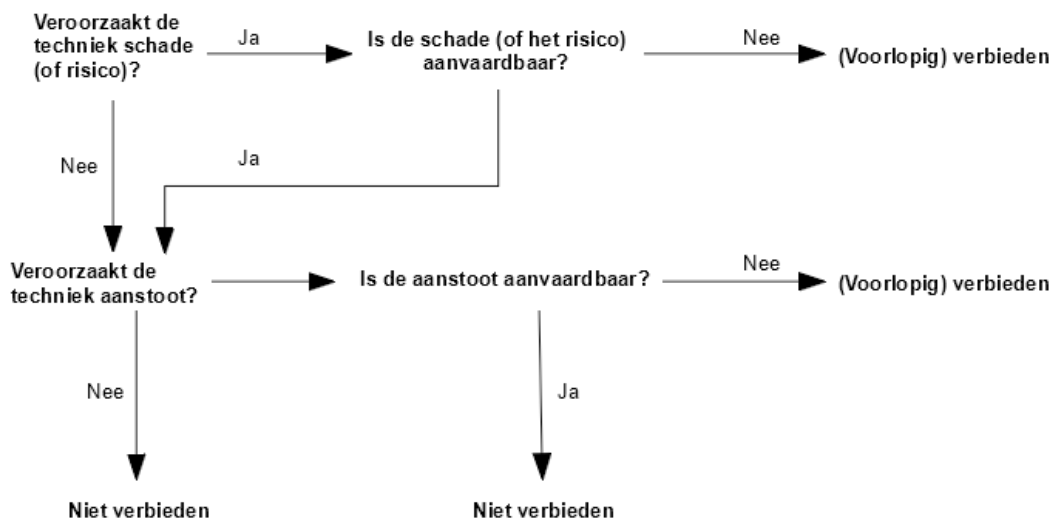 Veroorzaakt de
techniek schade
(of risico)?
Ja
Is de schade (of het risico)
aanvaardbaar?
Nee
(Voorlopig) verbieden
Nee
Ja
Veroorzaakt de
techniek aanstoot?
Is de aanstoot aanvaardbaar?
Nee
(Voorlopig) verbieden
Nee
Ja
Niet verbieden
Niet verbieden